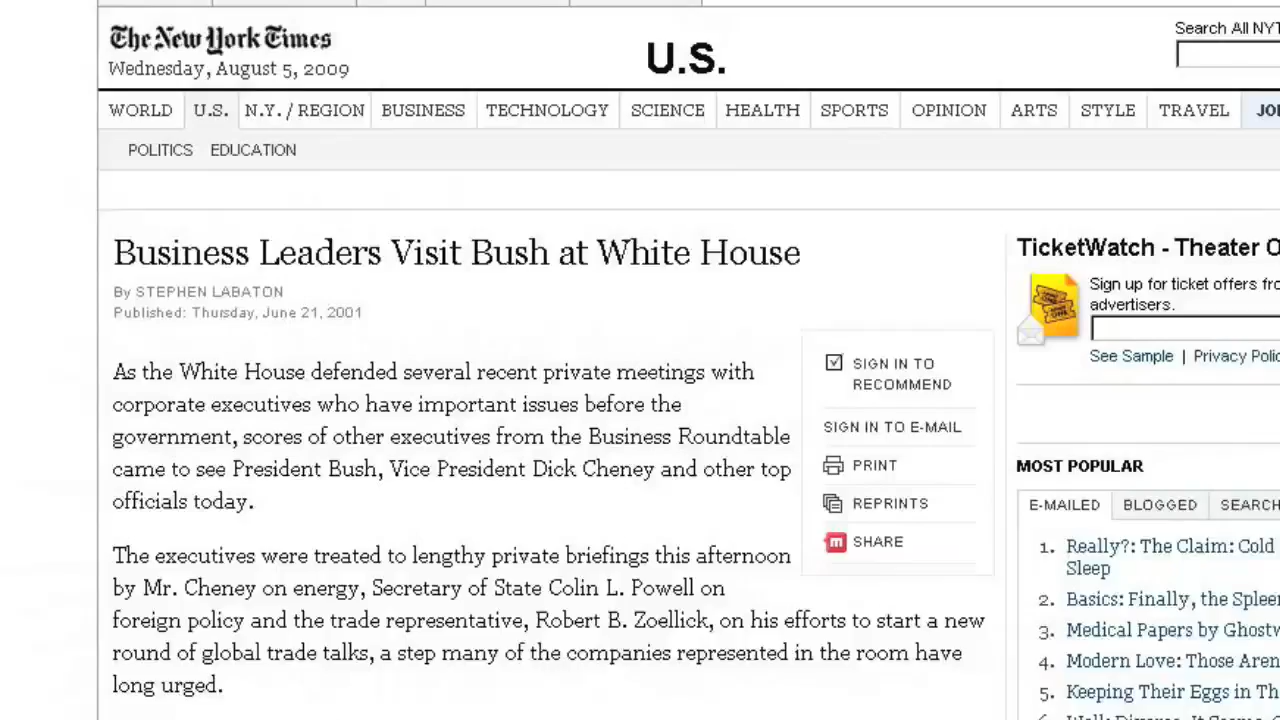 The New York Times
Wednesday, August 5, 2009
U.S.
Search All NYT
WORLD U.S. N.Y. / REGION BUSINESS TECHNOLOGY SCIENCE HEALTH SPORTS OPINION ARTS STYLE TRAVEL
POLITICS EDUCATION
Business Leaders Visit Bush at White House
By STEPHEN LABATON
Published: Thursday, June 21, 2001
As the White House defended several recent private meetings with
corporate executives who have important issues before the
government, scores of other executives from the Business Roundtable
came to see President Bush, Vice President Dick Cheney and other top
officials today.
The executives were treated to lengthy private briefings this afternoon
by Mr. Cheney on energy, Secretary of State Colin L. Powell on
foreign policy and the trade representative, Robert B. Zoellick, on his efforts to start a new
round of global trade talks, a step many of the companies represented in the room have
long urged.
SIGN IN TO
RECOMMEND
SIGN IN TO E-MAIL
PRINT
REPRINTS
SHARE
TicketWatch - Theater
Sign up for ticket offers
advertisers.
See Sample | Privacy
MOST POPULAR
E-MAILED BLOGGED SEARCH
1. Really?: The Claim: Cold
Sleep
2. Basics: Finally, the
3. Medical Papers by
4. Modern Love: Those
5. Keeping Their Eggs in